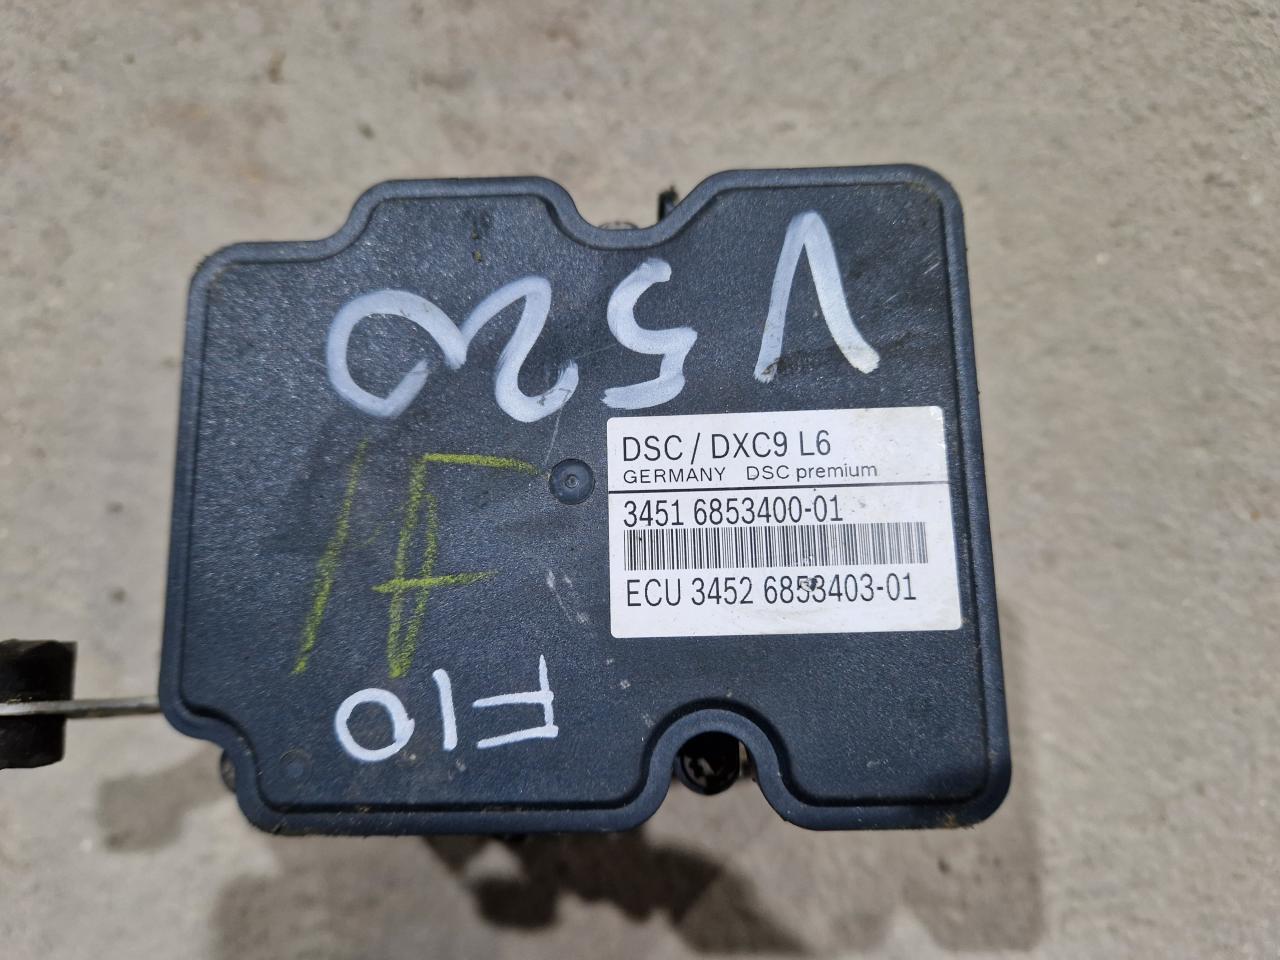 V 520
DSC / DXC9 L6
GERMANY DSC premium
3451 6853400-01
ECU 3452 6853403-01
F10